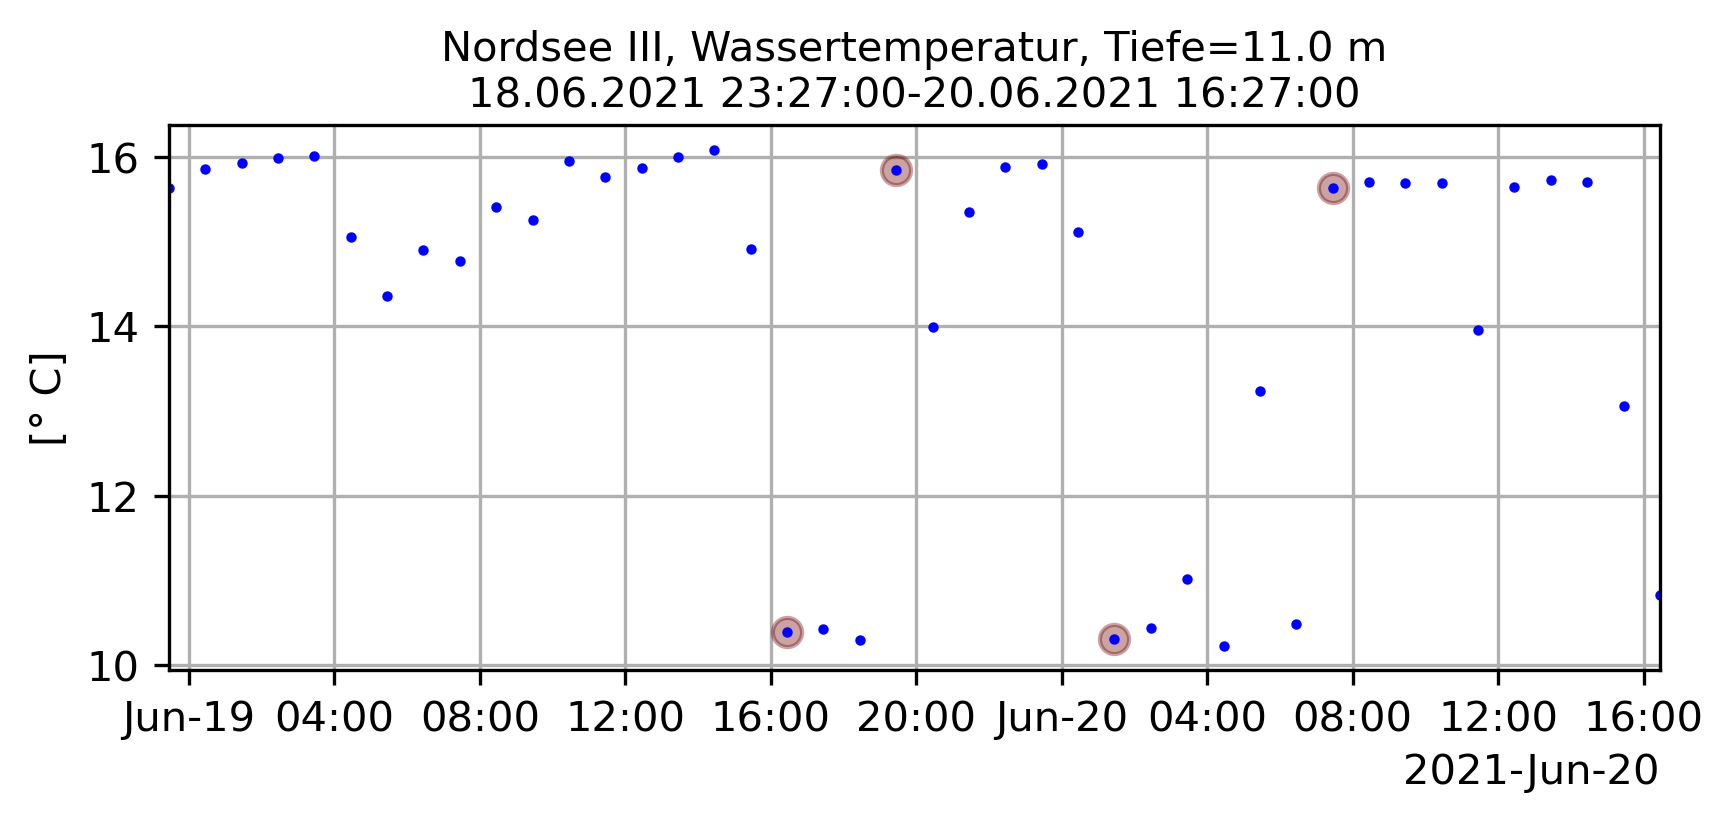 Nordsee III, Wassertemperatur, Tiefe=11.0 m
18.06.2021 23:27:00-20.06.2021 16:27:00
[° C]
16
14
12
10
Jun-19 04:00 08:00 12:00 16:00 20:00 Jun-20 04:00 08:00 12:00 16:00
2021-Jun-20